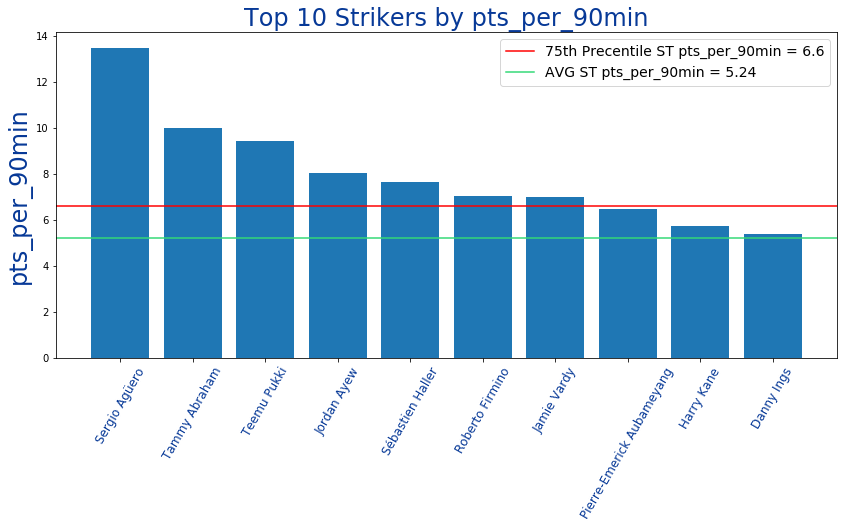 Top 10 Strikers by pts_per_90min
75th Precentile ST pts_per_90min = 6.6
AVG ST pts_per_90min = 5.24
pts_per_90min
14
12
10
8
6
4
2
0
Sergio Agüero
Tammy Abraham
Teemu Pukki
Jordan Ayew
Sébastien Haller
Roberto Firmino
Jamie Vardy
Pierre-Emerick Aubameyang
Harry Kane
Danny Ings